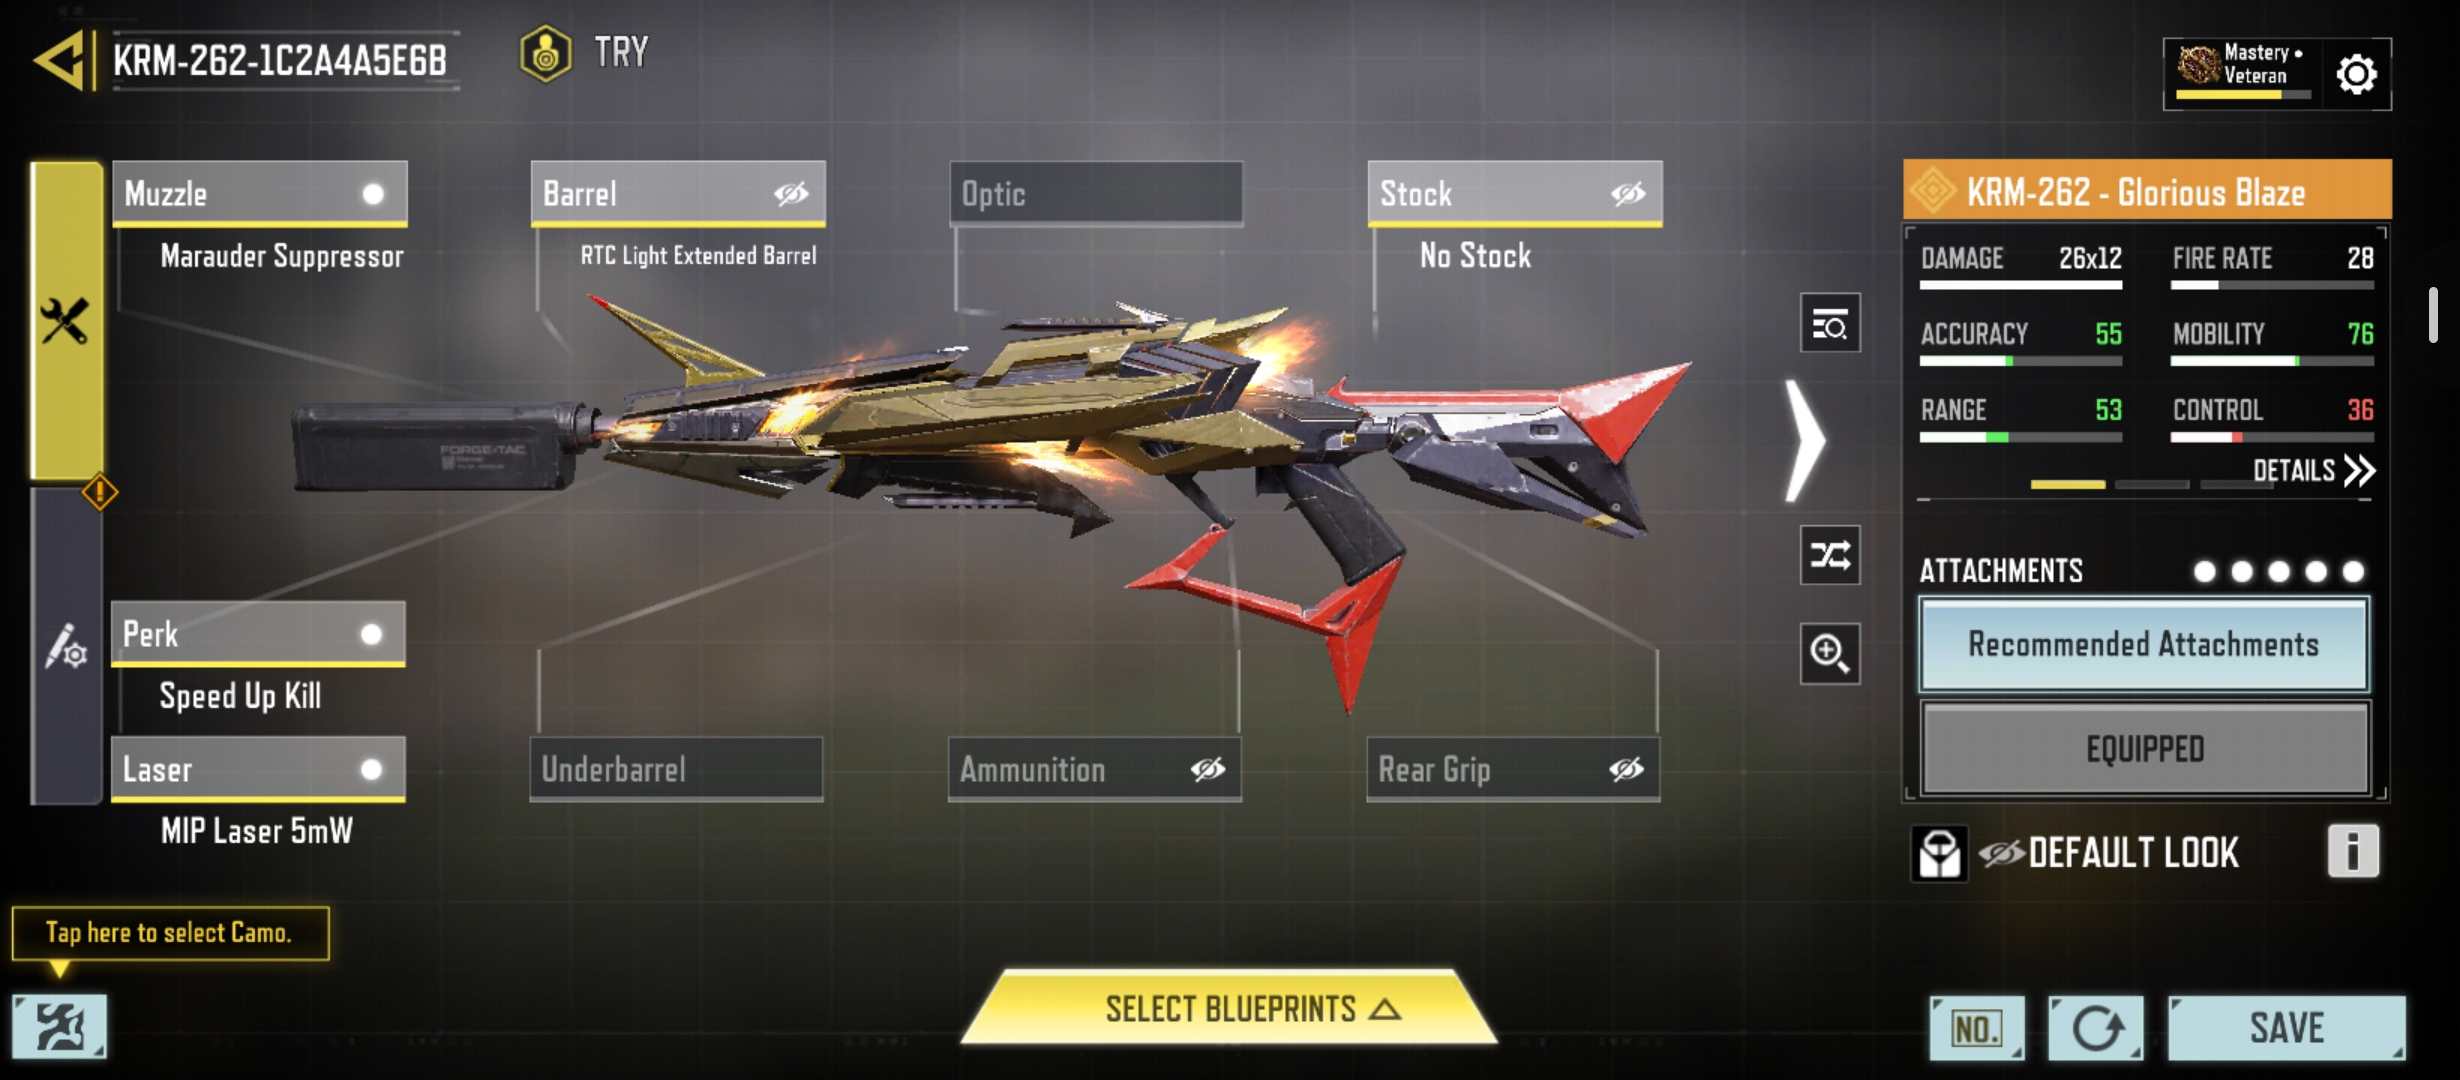 KRM-262-1C2A4A5E6B
TRY
Mastery •
Veteran
Muzzle
Marauder Suppressor
Barrel
RTC Light Extended Barrel
Optic
Stock
No Stock
KRM-262 - Glorious Blaze
DAMAGE 26x12
FIRE RATE 28
ACCURACY 55
MOBILITY 76
RANGE 53
CONTROL 36
DETAILS
FORGE-TAC
ATTACHMENTS
Recommended Attachments
EQUIPPED
Perk
Speed Up Kill
Laser
MIP Laser 5mW
Underbarrel
Ammunition
Rear Grip
DEFAULT LOOK
Tap here to select Camo.
SELECT BLUEPRINTS
NO.
SAVE